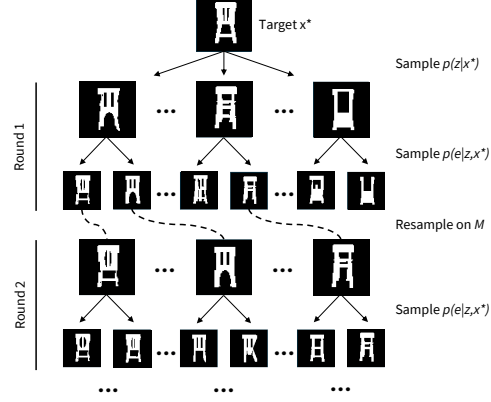 Target x*
Sample p(z|x*)
Round 1
Sample p(e|z,x*)
Resample on M
Round 2
Sample p(e|z,x*)